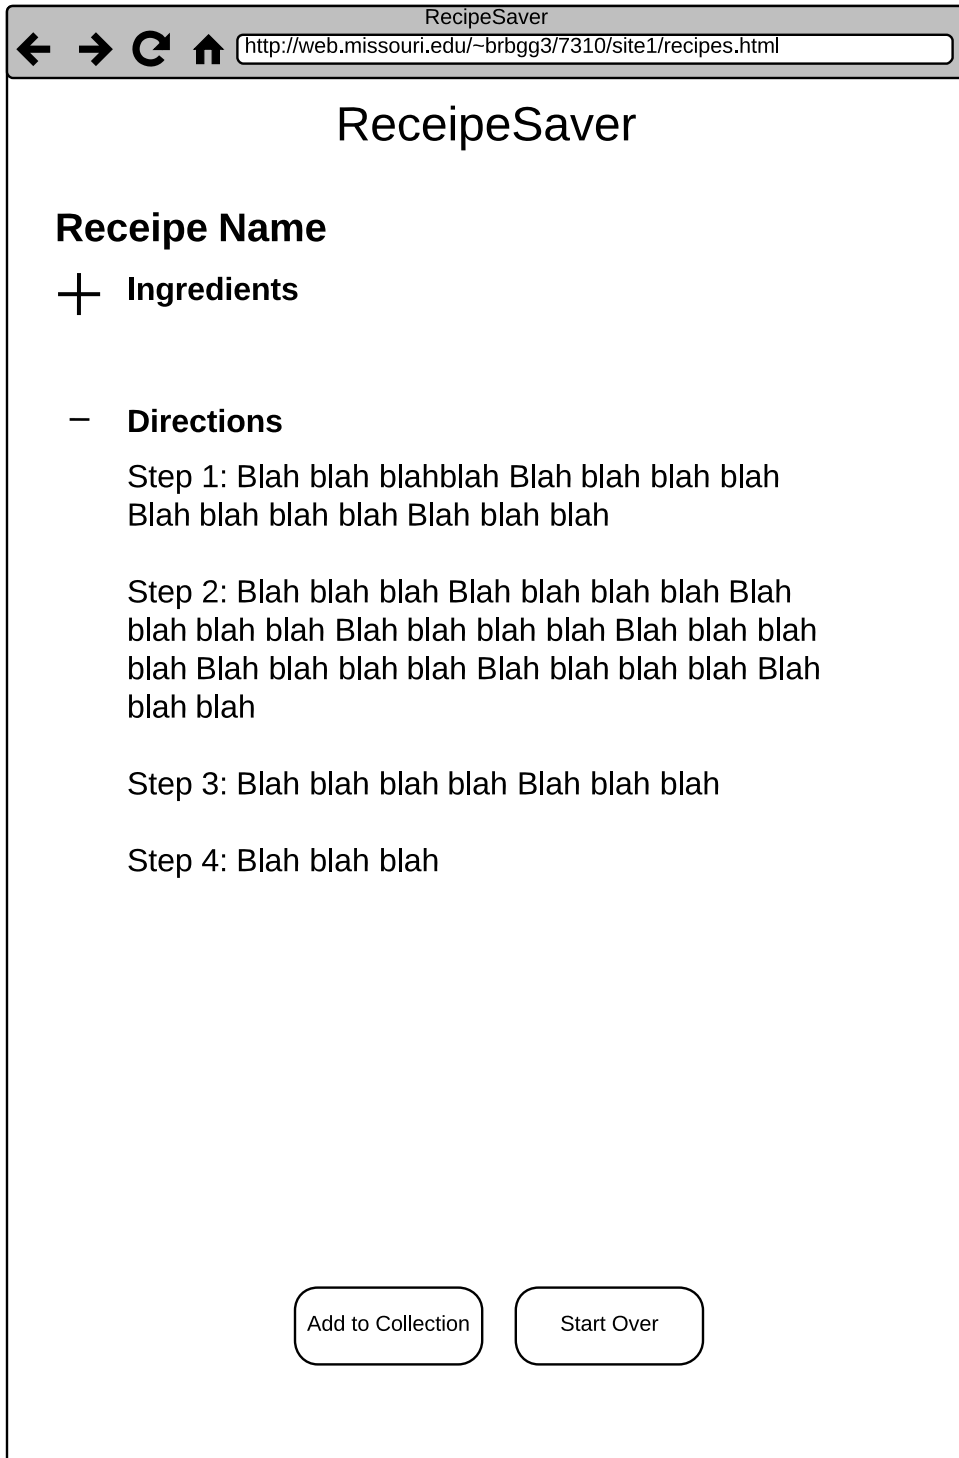 RecipeSaver
http://web.missouri.edu/~brbgg3/7310/site1/recipes.html
ReceipeSaver
Receipe Name
Ingredients
Directions
Step 1: Blah blah blahblah Blah blah blah blah
Blah blah blah blah Blah blah blah
Step 2: Blah blah blah Blah blah blah blah Blah
blah blah blah Blah blah blah blah Blah blah blah
blah Blah blah blah blah Blah blah blah blah Blah
blah blah
Step 3: Blah blah blah blah Blah blah blah
Step 4: Blah blah blah
Add to Collection
Start Over